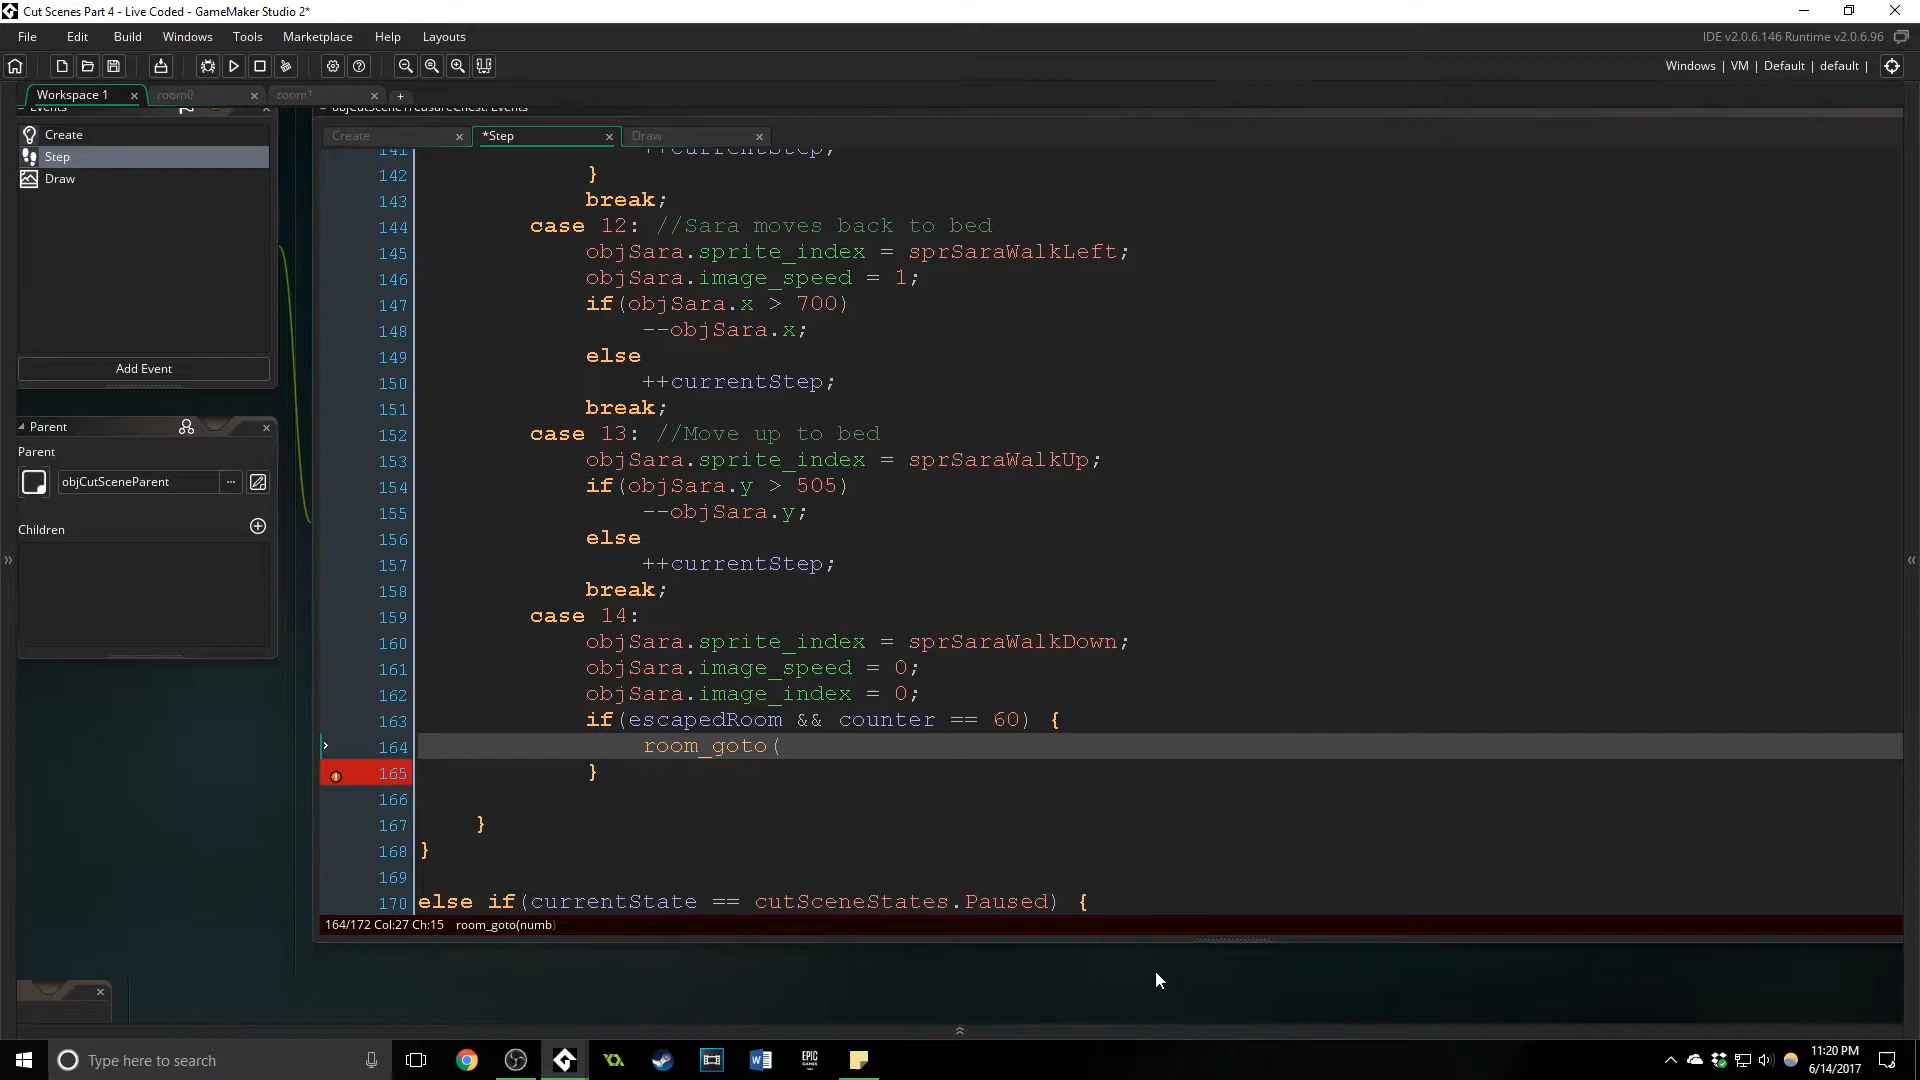 Cut Scenes Part 4 - Live Coded - GameMaker Studio 2*
File Edit Build Windows Tools Marketplace Help Layouts
IDE v2.0.6.146 Runtime v2.0.6.96
Windows | VM | Default | default |
Workspace 1 room0 room1
Events
objCutSceneTreasureChest: Events
Create
Step
Draw
Add Event
Parent
Parent
objCutSceneParent
Children
Create *Step Draw
141 ++currentStep;
142 }
143 break;
144 case 12: //Sara moves back to bed
145 objSara.sprite_index = sprSaraWalkLeft;
146 objSara.image_speed = 1;
147 if(objSara.x > 700)
148 --objSara.x;
149 else
150 ++currentStep;
151 break;
152 case 13: //Move up to bed
153 objSara.sprite_index = sprSaraWalkUp;
154 if(objSara.y > 505)
155 --objSara.y;
156 else
157 ++currentStep;
158 break;
159 case 14:
160 objSara.sprite_index = sprSaraWalkDown;
161 objSara.image_speed = 0;
162 objSara.image_index = 0;
163 if(escapedRoom && counter == 60) {
164 room_goto(
165 }
166
167 }
168 }
169
170 else if(currentState == cutSceneStates.Paused) {
164/172 Col:27 Ch:15 room_goto(numb)
Type here to search
EPIC GAMES
11:20 PM
6/14/2017